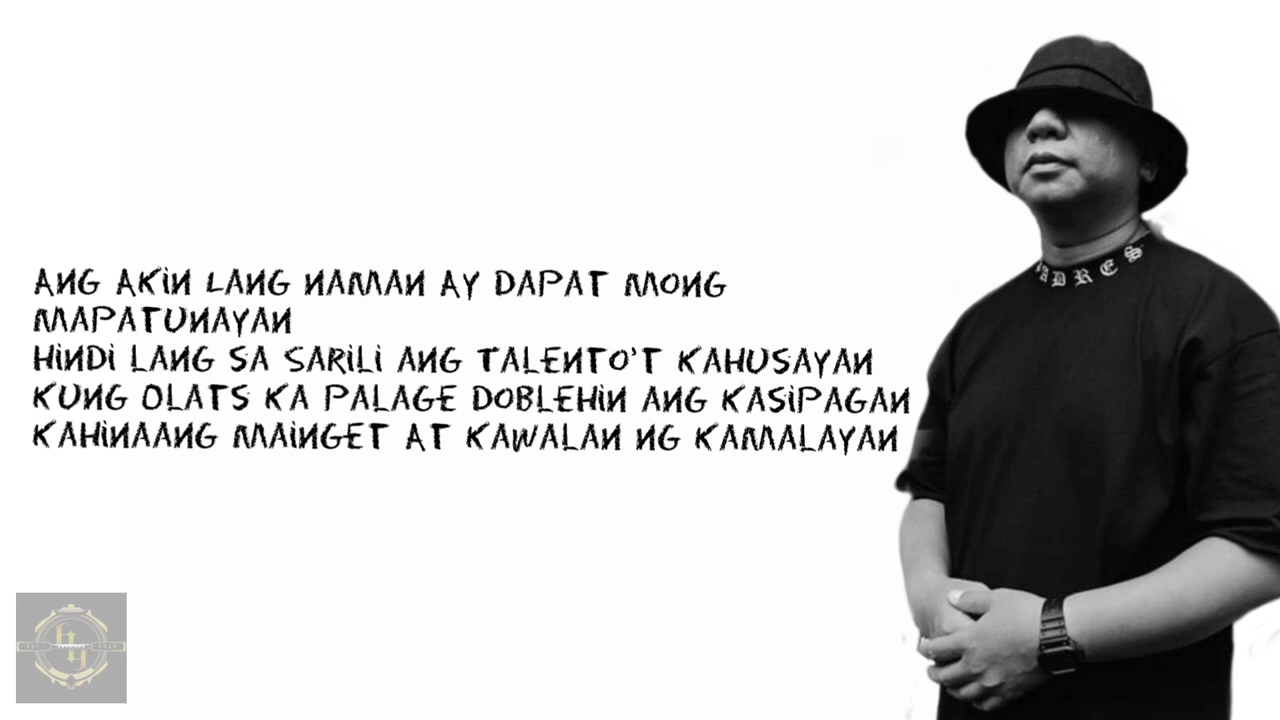 ANG AKIN LANG NAMAN AY DAPAT MONG
MAPATUNAYAN
HINDI LANG SA SARILI ANG TALENTO'T KAHUSAYAN
KUNG OLATS KA PALAGE DOBLEHIN ANG KASIPAGAN
KAHINAANG MAINGET AT KAWALAN NG KAMALAYAN
ADRES